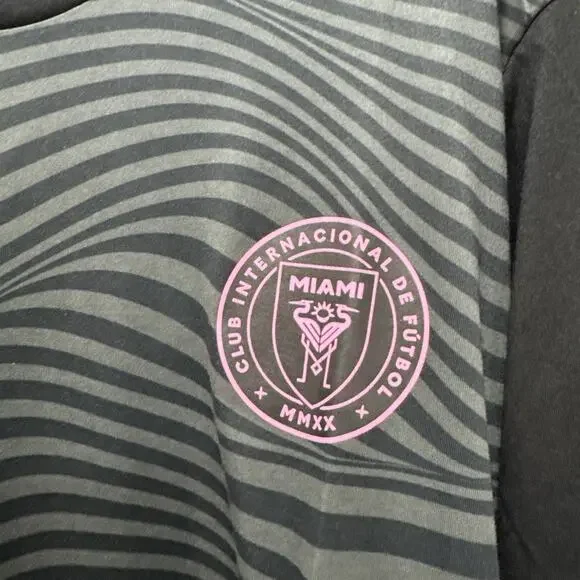 CLUB INTERNACIONAL DE FÚTBOL
MIAMI
MMXX